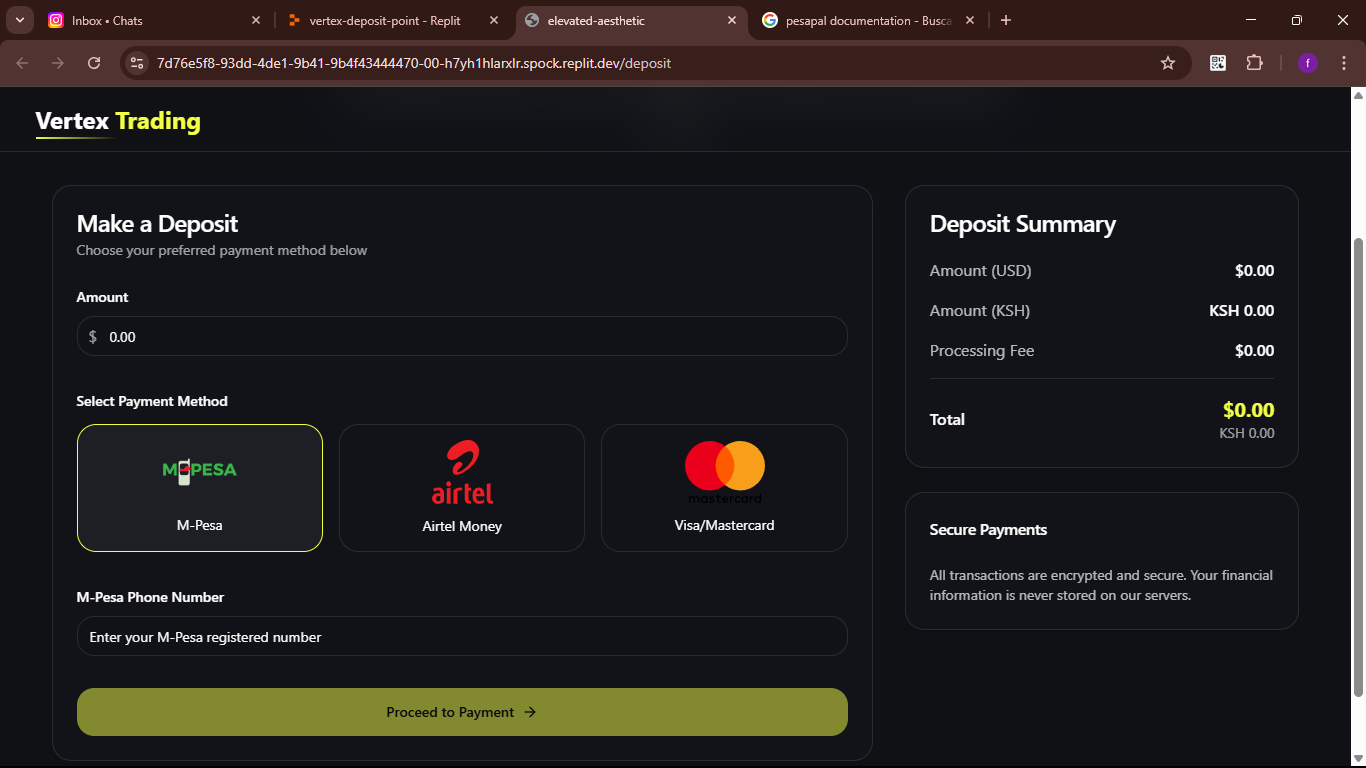 Inbox • Chats
vertex-deposit-point - Replit
elevated-aesthetic
pesapal documentation - Busca
7d76e5f8-93dd-4de1-9b41-9b4f43444470-00-h7yh1hlarxlr.spock.replit.dev/deposit
f
Vertex Trading
Make a Deposit
Choose your preferred payment method below
Amount
$ 0.00
Select Payment Method
M-PESA
M-Pesa
airtel
Airtel Money
mastercard
Visa/Mastercard
M-Pesa Phone Number
Enter your M-Pesa registered number
Proceed to Payment →
Deposit Summary
Amount (USD) $0.00
Amount (KSH) KSH 0.00
Processing Fee $0.00
Total $0.00
KSH 0.00
Secure Payments
All transactions are encrypted and secure. Your financial
information is never stored on our servers.